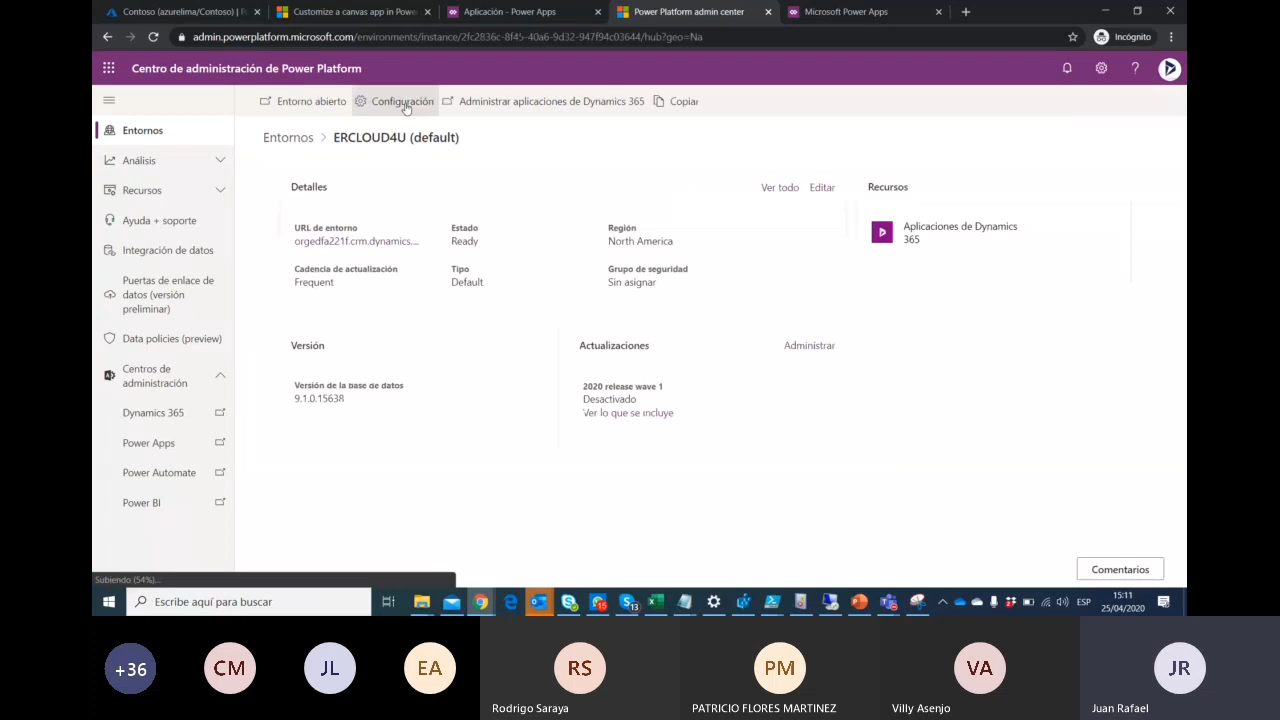 Contoso (azurelima/Contoso) | Ru
Customize a canvas app in Powe
Aplicación - Power Apps
Power Platform admin center
Microsoft Power Apps
admin.powerplatform.microsoft.com/environments/instance/2fc2836c-8f45-40a6-9d32-947f94c03644/hub?geo=Na
Incógnito
Centro de administración de Power Platform
Entorno abierto
Configuración
Administrar aplicaciones de Dynamics 365
Copiar
Entornos
Análisis
Recursos
Ayuda + soporte
Integración de datos
Puertas de enlace de
datos (versión
preliminar)
Data policies (preview)
Centros de
administración
Dynamics 365
Power Apps
Power Automate
Power BI
Entornos > ERCLOUD4U (default)
Detalles
Ver todo
Editar
URL de entorno
orgedfa221f.crm.dynamics....
Estado
Ready
Región
North America
Cadencia de actualización
Frequent
Tipo
Default
Grupo de seguridad
Sin asignar
Recursos
Aplicaciones de Dynamics
365
Versión
Versión de la base de datos
9.1.0.15638
Actualizaciones
Administrar
2020 release wave 1
Desactivado
Ver lo que se incluye
Comentarios
Subiendo (54%)...
Escribe aquí para buscar
15
13
ESP
15:11
25/04/2020
+36
CM
JL
EA
RS
Rodrigo Saraya
PM
PATRICIO FLORES MARTINEZ
VA
Villy Asenjo
JR
Juan Rafael